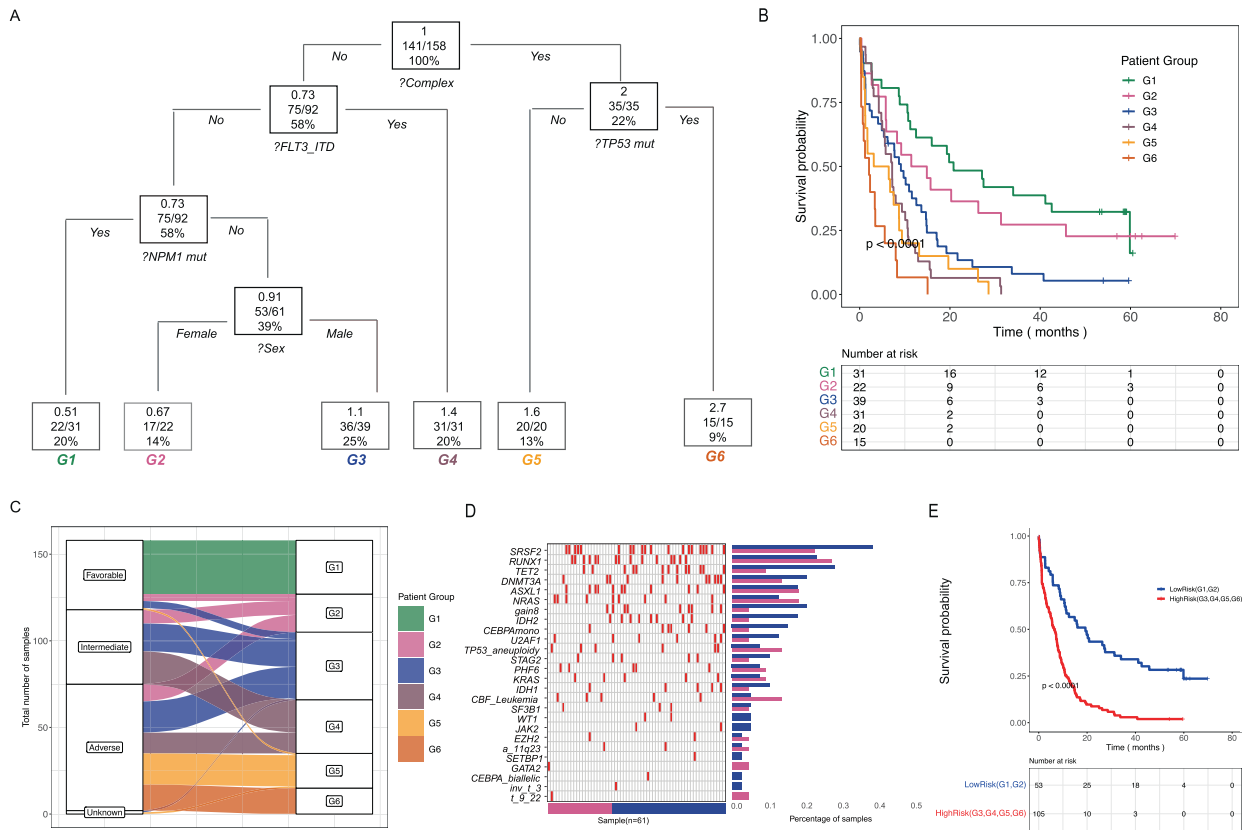 A
1
141/158
100%
?Complex
No
Yes
0.73
75/92
58%
?FLT3_ITD
2
35/35
22%
?TP53 mut
No
Yes
No
Yes
0.73
75/92
58%
?NPM1 mut
Yes
No
0.91
53/61
39%
?Sex
Female
Male
0.51
22/31
20%
G1
0.67
17/22
14%
G2
1.1
36/39
25%
G3
1.4
31/31
20%
G4
1.6
20/20
13%
G5
2.7
15/15
9%
G6
B
Survival probability
1.00
0.75
0.50
0.25
0.00
p < 0.0001
Patient Group
G1
G2
G3
G4
G5
G6
0 20 40 60 80
Time ( months )
Number at risk
G1 31 16 12 1 0
G2 22 9 6 3 0
G3 39 6 3 0 0
G4 31 2 0 0 0
G5 20 2 0 0 0
G6 15 0 0 0 0
C
Total number of samples
150
100
50
0
Favorable
Intermediate
Adverse
Unknown
G1
G2
G3
G4
G5
G6
Patient Group
G1
G2
G3
G4
G5
G6
D
SRSF2
RUNX1
TET2
DNMT3A
ASXL1
NRAS
gain8
IDH2
CEBPAmono
U2AF1
TP53_aneuploidy
STAG2
PHF6
KRAS
IDH1
CBF_Leukemia
SF3B1
WT1
JAK2
EZH2
a_11q23
SETBP1
GATA2
CEBPA_biallelic
inv_t_3
t_9_22
Sample(n=61)
0.0 0.1 0.2 0.3 0.4 0.5
Percentage of samples
E
Survival probability
1.00
0.75
0.50
0.25
0.00
p < 0.0001
LowRisk(G1,G2)
HighRisk(G3,G4,G5,G6)
0 20 40 60 80
Time ( months )
Number at risk
LowRisk(G1,G2) 53 25 18 4 0
HighRisk(G3,G4,G5,G6) 105 10 3 0 0